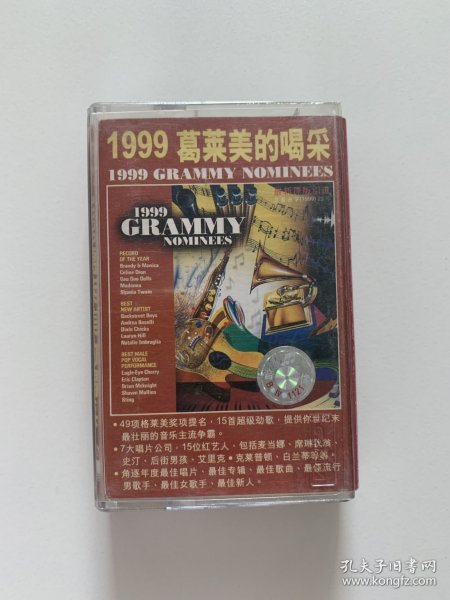 1999 葛莱美的喝采
1999 GRAMMY NOMINEES
最新原版引进
1999
GRAMMY
NOMINEES
RECORD
OF THE YEAR
Brandy & Monica
Celine Dion
Goo Goo Dolls
Madonna
Shania Twain
BEST
NEW ARTIST
Backstreet Boys
Andrea Bocelli
Dixie Chicks
Lauryn Hill
Natalie Imbruglia
BEST MALE
POP VOCAL
PERFORMANCE
Eagle-Eye Cherry
Eric Clapton
Brian McKnight
Shawn Mullins
Sting
•49项格莱美奖项提名，15首超级劲歌，提供你世纪末
最壮丽的音乐主流争霸。
•7大唱片公司，15位红艺人，包括麦当娜、席琳狄翁、
史汀、后街男孩、艾里克•克莱普顿、白兰蒂等等。
•角逐年度最佳唱片、最佳专辑、最佳歌曲、最佳流行
男歌手、最佳女歌手、最佳新人。
孔夫子旧书网
www.kongfz.com